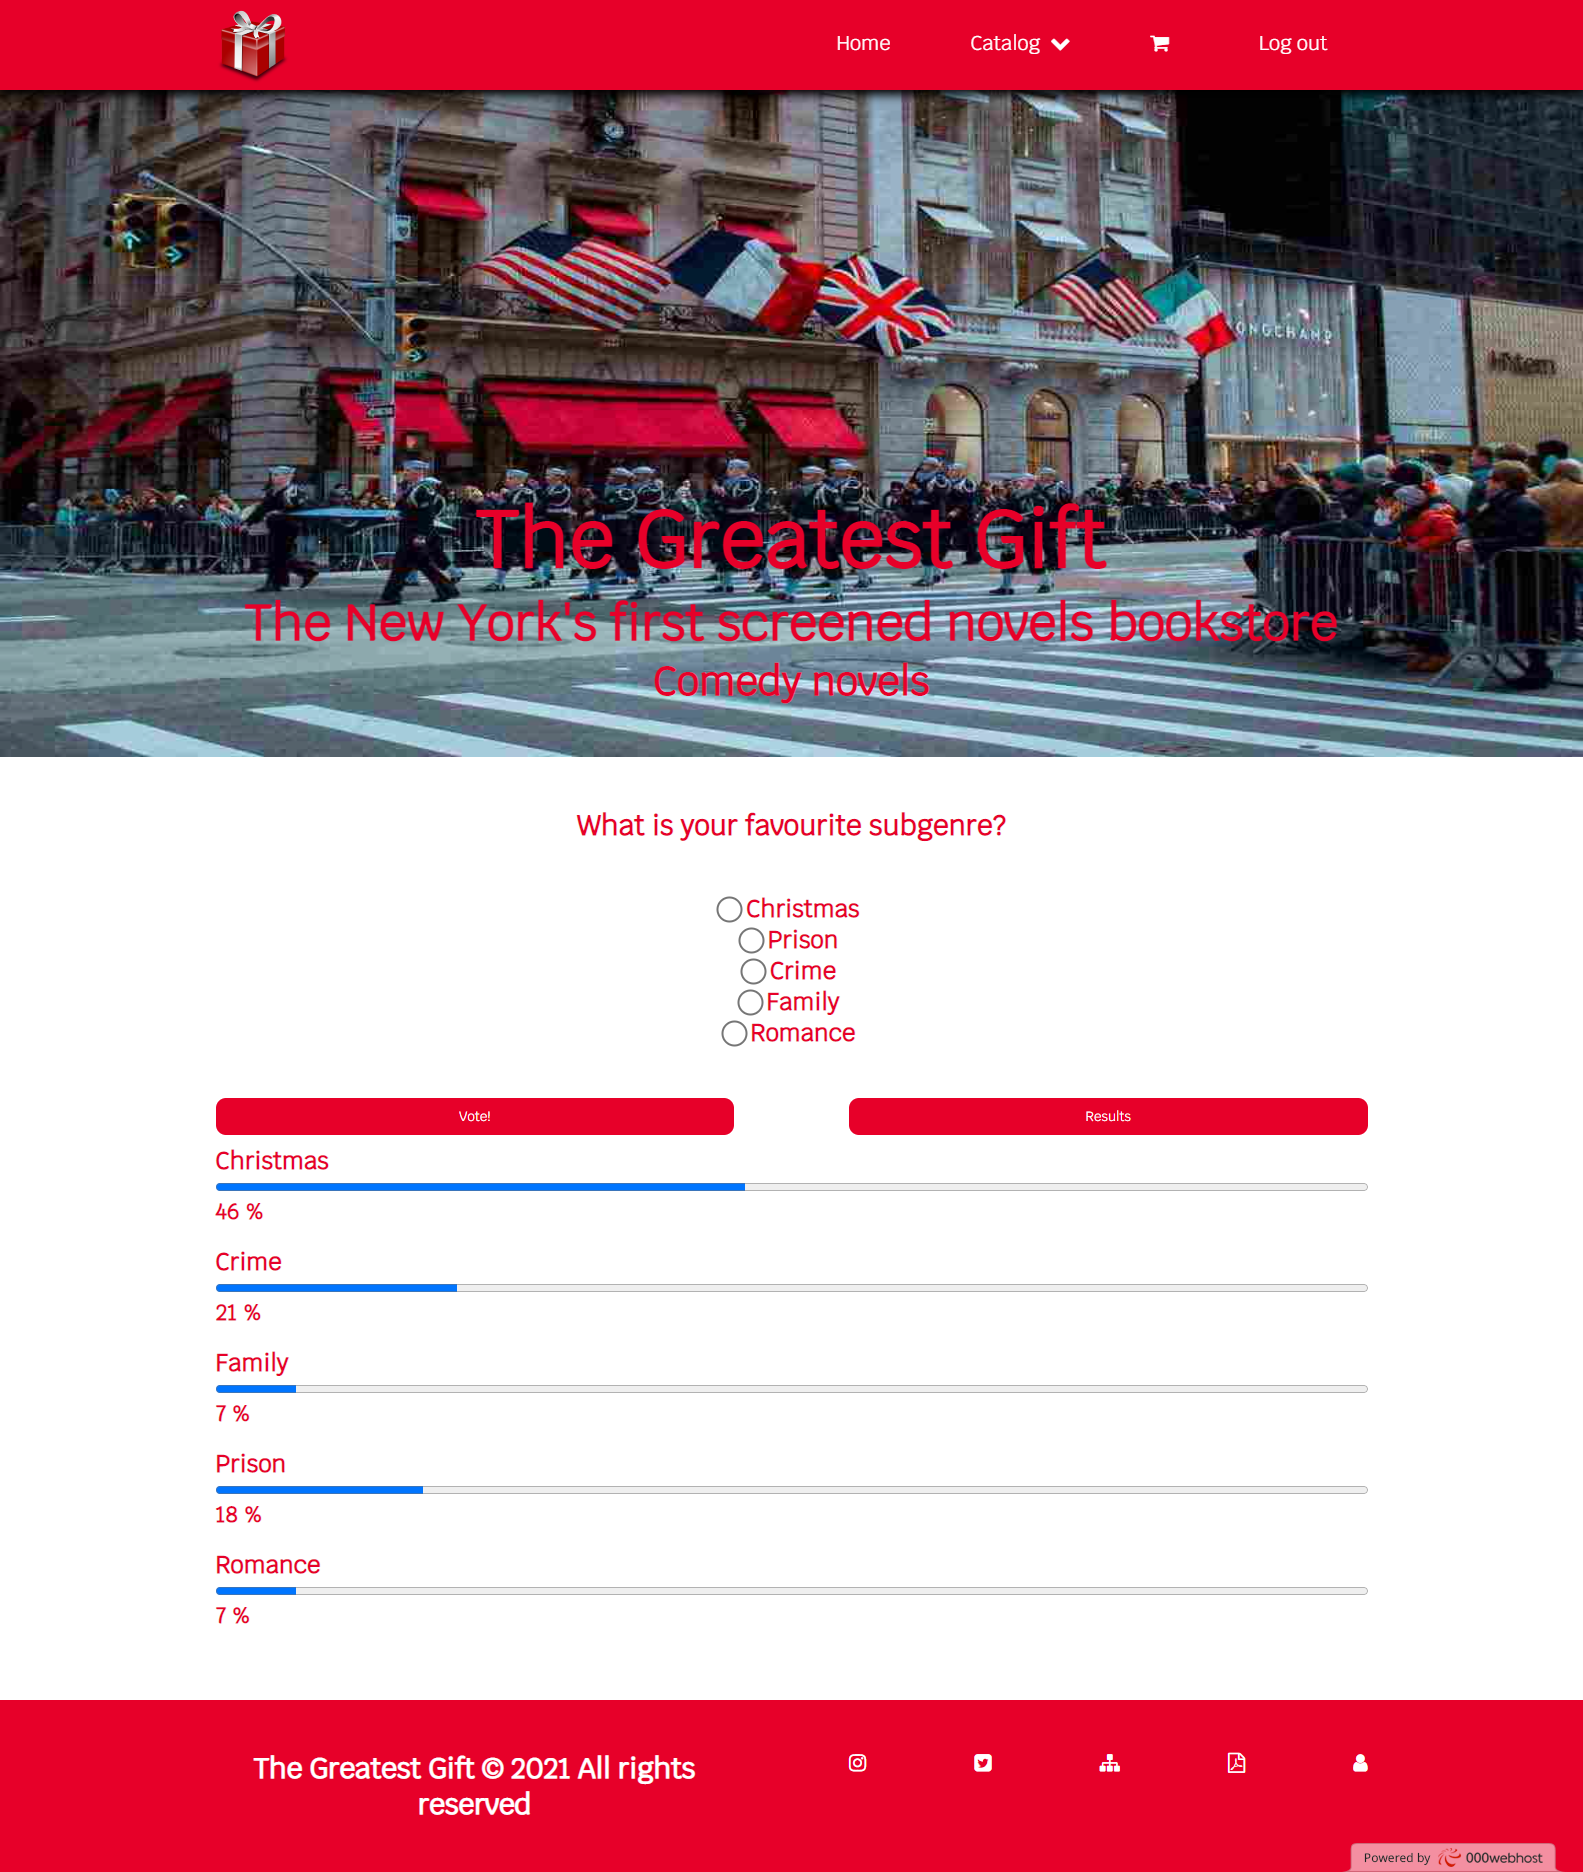 Home Catalog Log out
LONGCHAMP
The Greatest Gift
The New York's first screened novels bookstore
Comedy novels
What is your favourite subgenre?
Christmas
Prison
Crime
Family
Romance
Vote! Results
Christmas
46 %
Crime
21 %
Family
7 %
Prison
18 %
Romance
7 %
The Greatest Gift © 2021 All rights
reserved
Powered by 000webhost